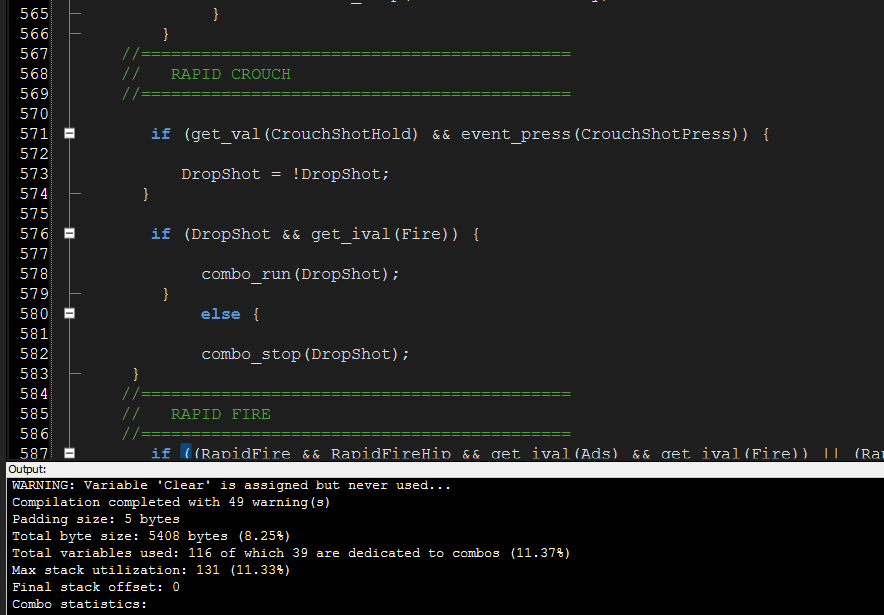 565 }
566 }
567 //===========================================
568 // RAPID CROUCH
569 //===========================================
570
571 if (get_val(CrouchShotHold) && event_press(CrouchShotPress)) {
572
573 DropShot = !DropShot;
574 }
575
576 if (DropShot && get_ival(Fire)) {
577
578 combo_run(DropShot);
579 }
580 else {
581
582 combo_stop(DropShot);
583 }
584 //===========================================
585 // RAPID FIRE
586 //===========================================
587 if ((RapidFire && RapidFireHip && get_ival(Ads) && get_ival(Fire)) || (Ra
Output:
WARNING: Variable 'Clear' is assigned but never used...
Compilation completed with 49 warning(s)
Padding size: 5 bytes
Total byte size: 5408 bytes (8.25%)
Total variables used: 116 of which 39 are dedicated to combos (11.37%)
Max stack utilization: 131 (11.33%)
Final stack offset: 0
Combo statistics: